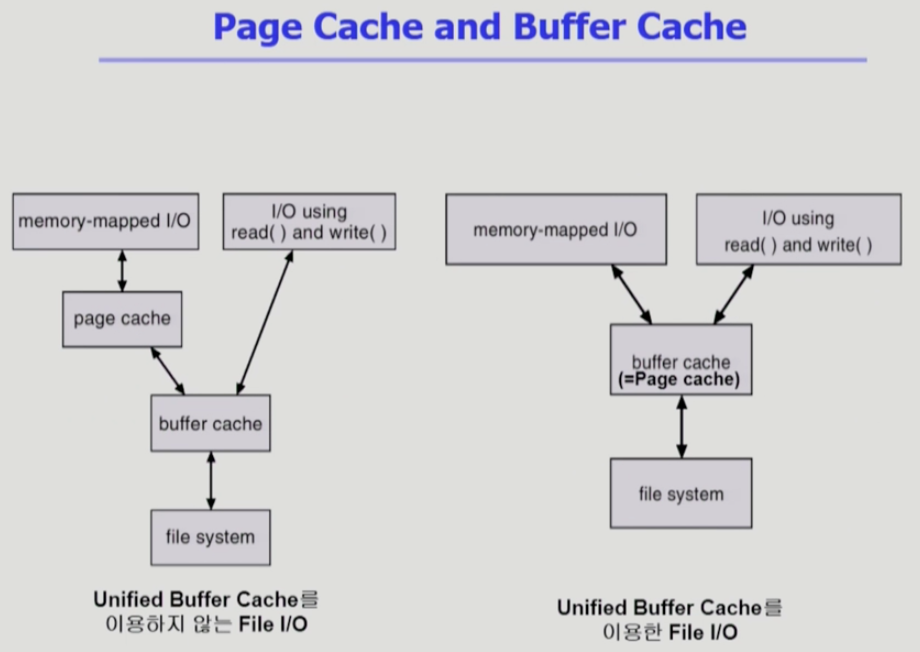 Page Cache and Buffer Cache
memory-mapped I/O
I/O using
read( ) and write( )
page cache
buffer cache
file system
Unified Buffer Cache를
이용하지 않는 File I/O
memory-mapped I/O
I/O using
read( ) and write( )
buffer cache
(=Page cache)
file system
Unified Buffer Cache를
이용한 File I/O